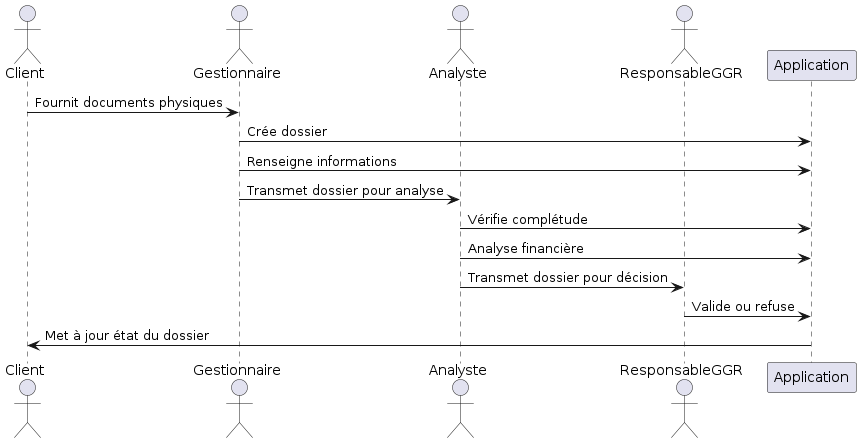 Client
Gestionnaire
Analyste
ResponsableGGR
Application
Fournit documents physiques
Crée dossier
Renseigne informations
Transmet dossier pour analyse
Vérifie complétude
Analyse financière
Transmet dossier pour décision
Valide ou refuse
Met à jour état du dossier
Client
Gestionnaire
Analyste
ResponsableGGR
Application